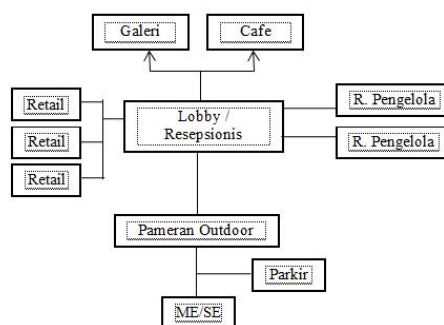 Galeri
Cafe
Retail
Retail
Retail
Lobby /
Resepsionis
R. Pengelola
R. Pengelola
Pameran Outdoor
Parkir
ME/SE